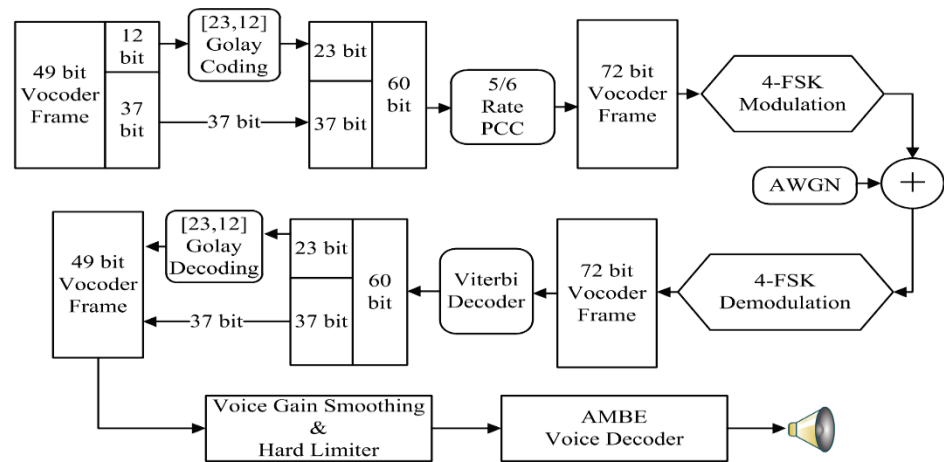 49 bit
Vocoder
Frame
12
bit
37
bit
[23,12]
Golay
Coding
37 bit
23 bit
37 bit
60
bit
5/6
Rate
PCC
72 bit
Vocoder
Frame
4-FSK
Modulation
AWGN
+
49 bit
Vocoder
Frame
[23,12]
Golay
Decoding
37 bit
23 bit
37 bit
60
bit
Viterbi
Decoder
72 bit
Vocoder
Frame
4-FSK
Demodulation
Voice Gain Smoothing
&
Hard Limiter
AMBE
Voice Decoder